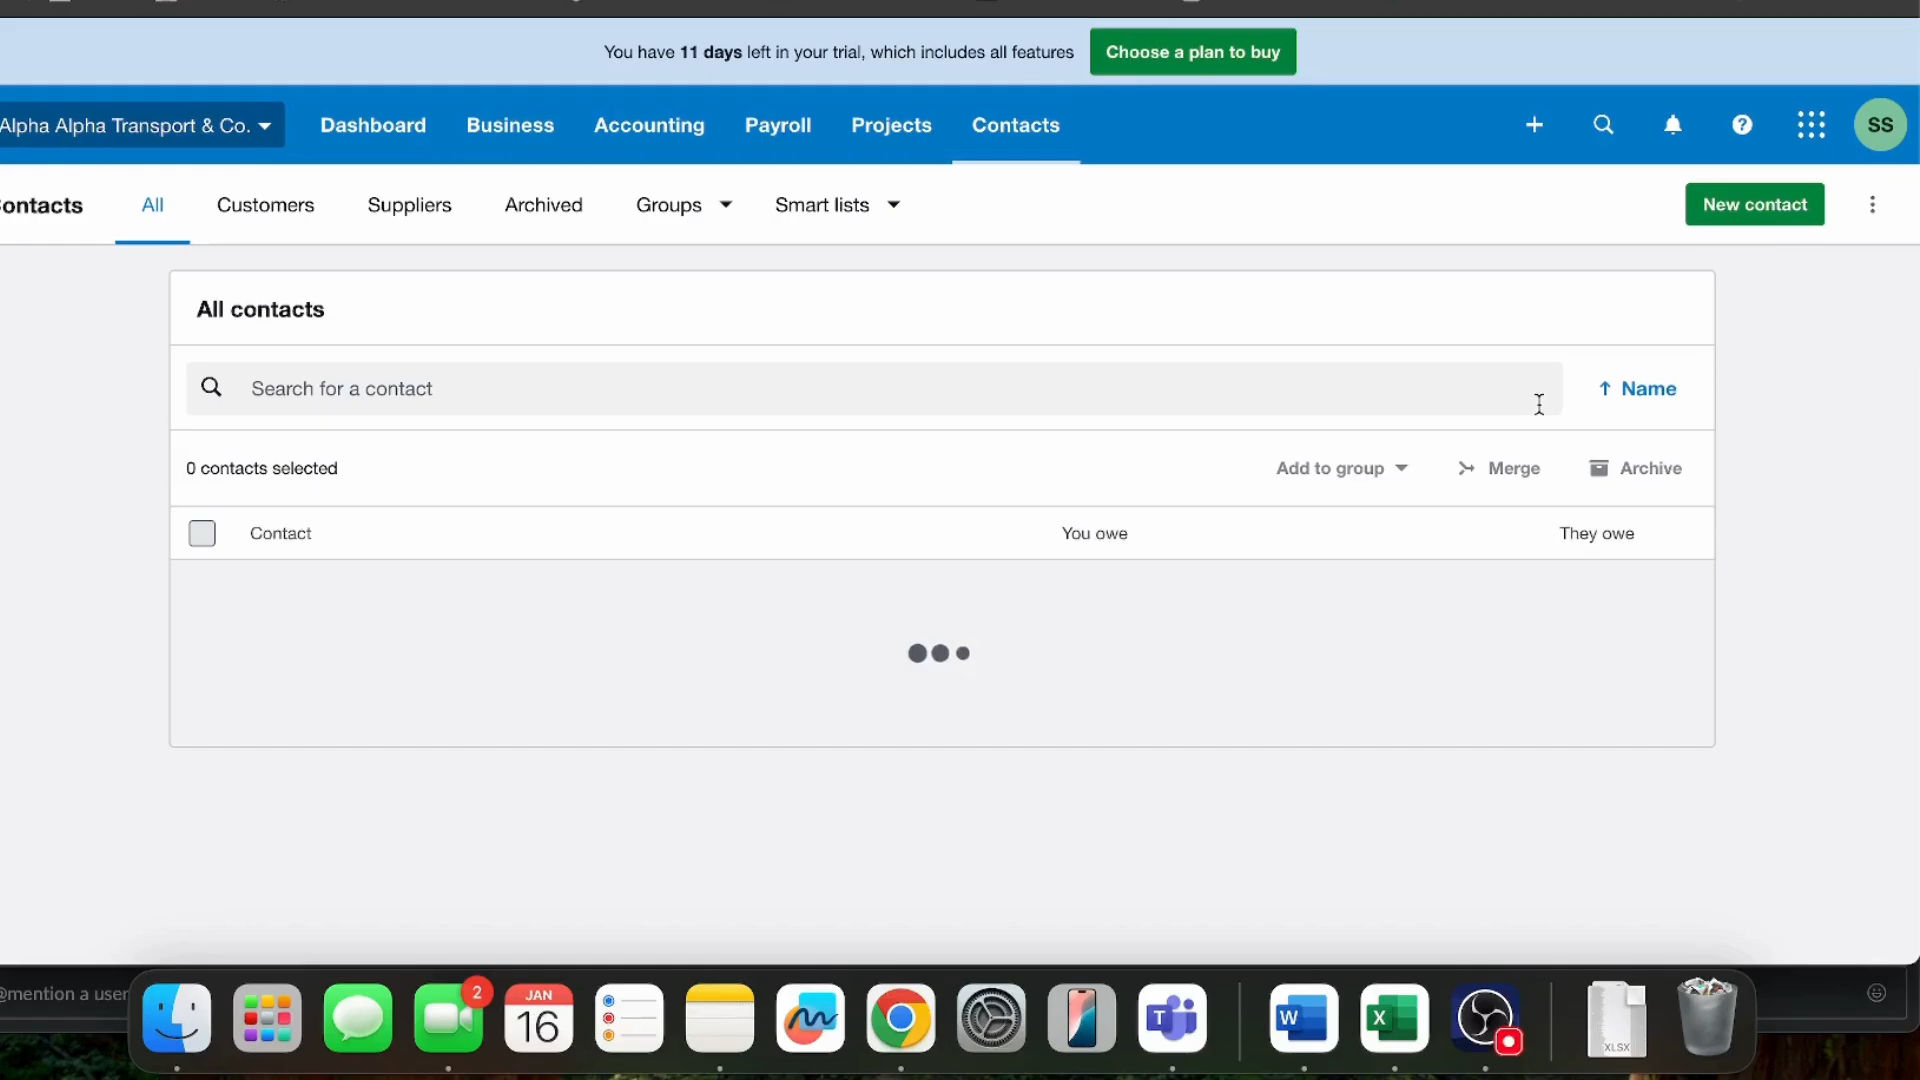 You have 11 days left in your trial, which includes all features
Choose a plan to buy
Alpha Alpha Transport & Co.
Dashboard
Business
Accounting
Payroll
Projects
Contacts
SS
ontacts
All
Customers
Suppliers
Archived
Groups
Smart lists
New contact
All contacts
Search for a contact
Name
0 contacts selected
Add to group
Merge
Archive
Contact
You owe
They owe
@mention a user
2
JAN
16
T
W
X
XLSX